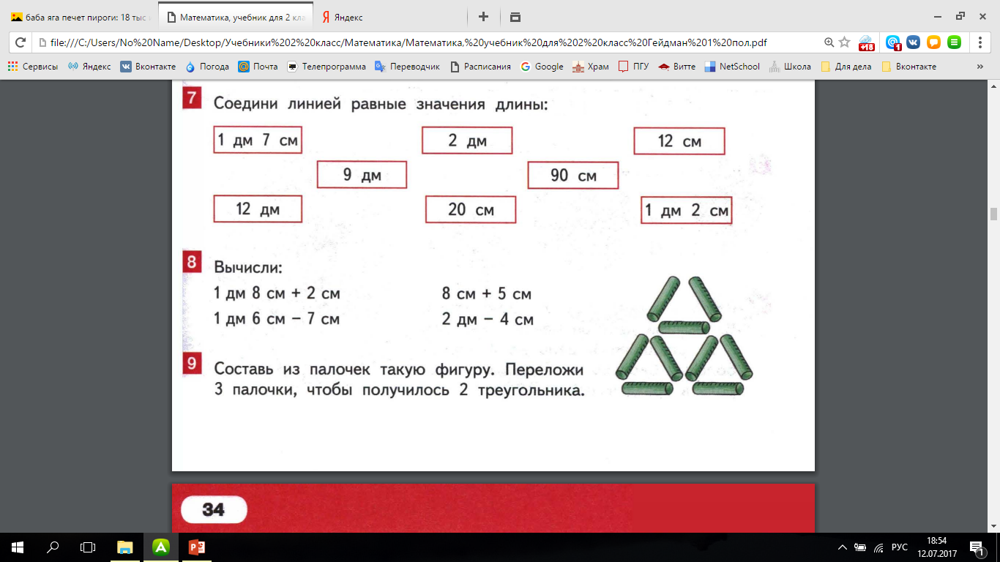 баба яга печет пироги: 18 тыс
Математика, учебник для 2 кла
Яндекс
file:///C:/Users/No%20Name/Desktop/Учебники%202%20класс/Математика/Математика,%20учебник%20для%202%20класс%20Гейдман%201%20пол.pdf
+18
1
Сервисы Яндекс Вконтакте Погода Почта Телепрограмма Переводчик Расписания Google Храм ПГУ Витте NetSchool Школа Для дела Вконтакте »
7 Соедини линией равные значения длины:
1 дм 7 см 2 дм 12 см
9 дм 90 см
12 дм 20 см 1 дм 2 см
8 Вычисли:
1 дм 8 см + 2 см 8 см + 5 см
1 дм 6 см − 7 см 2 дм − 4 см
9 Составь из палочек такую фигуру. Переложи
3 палочки, чтобы получилось 2 треугольника.
34
РУС
18:54
12.07.2017
1